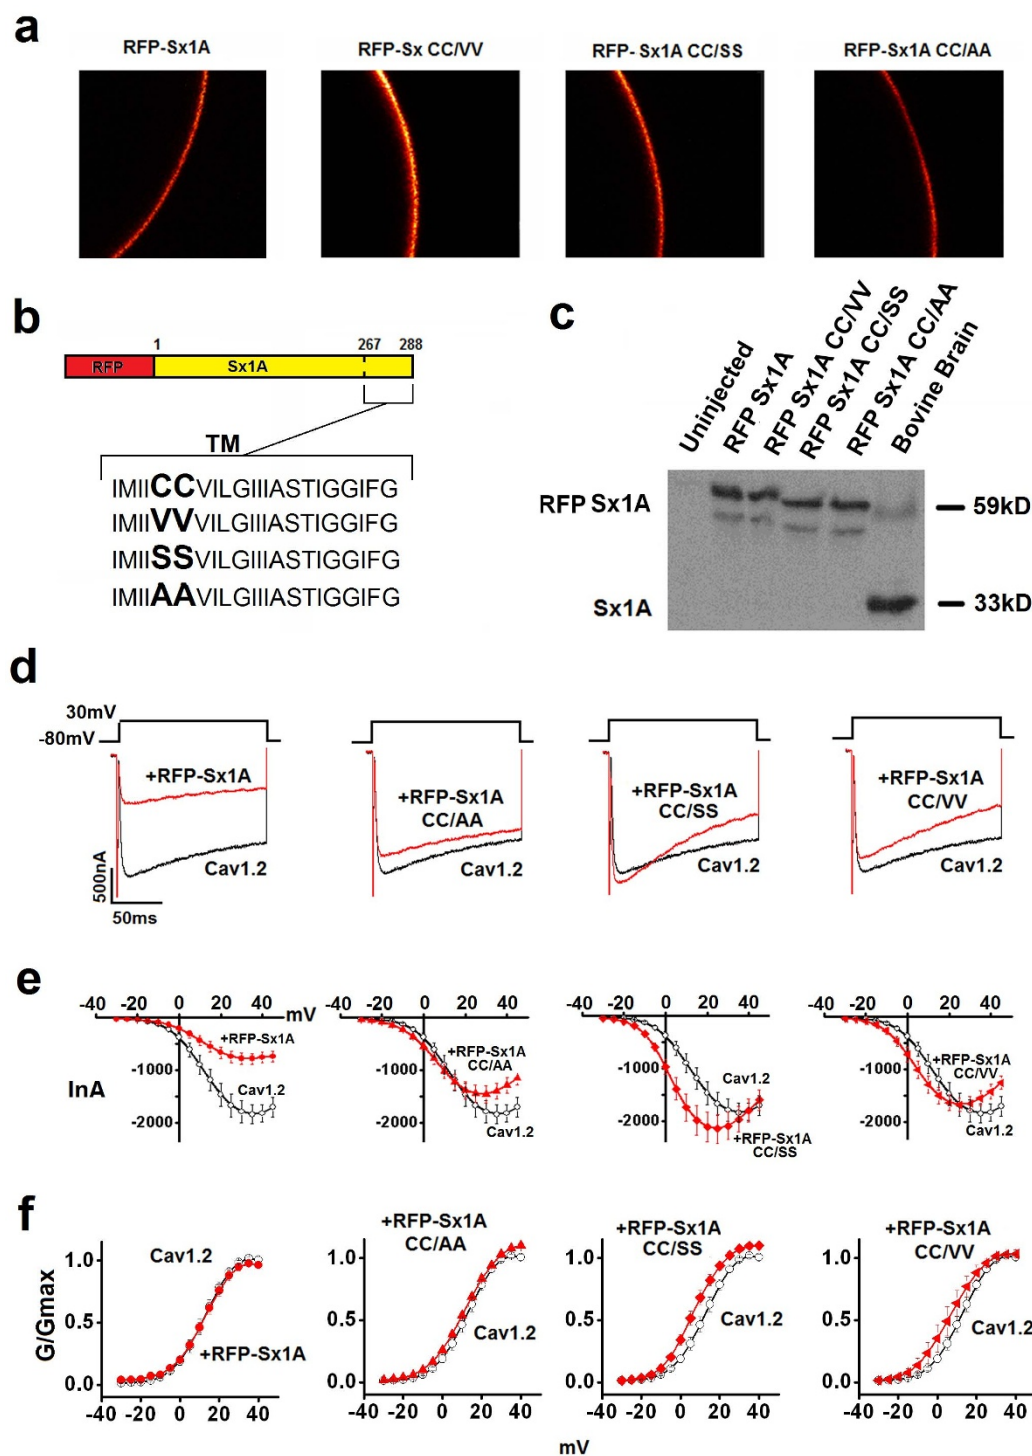 a
RFP-Sx1A RFP-Sx CC/VV RFP- Sx1A CC/SS RFP-Sx1A CC/AA
b
1 267 288
RFP Sx1A
TM
IMIICCVILGIIIASTIGGIFG
IMIIVVVILGIIIASTIGGIFG
IMIISSVILGIIIASTIGGIFG
IMIIAAVILGIIIASTIGGIFG
c
Uninjected
RFP Sx1A
RFP Sx1A CC/VV
RFP Sx1A CC/SS
RFP Sx1A CC/AA
Bovine Brain
RFP Sx1A 59kD
Sx1A 33kD
d
30mV
-80mV
+RFP-Sx1A
Cav1.2
500nA
50ms
+RFP-Sx1A
CC/AA
Cav1.2
+RFP-Sx1A
CC/SS
Cav1.2
+RFP-Sx1A
CC/VV
Cav1.2
e
-40 -20 0 20 40 mV
+RFP-Sx1A
-1000
Cav1.2
-2000
InA
-40 -20 0 20 40
+RFP-Sx1A
CC/AA
-1000
-2000
Cav1.2
-40 -20 0 20 40
-1000
Cav1.2
-2000
+RFP-Sx1A
CC/SS
-40 -20 0 20 40
+RFP-Sx1A
CC/VV
-1000
-2000
Cav1.2
f
G/Gmax
1.0
0.5
0.0
Cav1.2
+RFP-Sx1A
-40 -20 0 20 40
+RFP-Sx1A
CC/AA
1.0
0.5
0.0
Cav1.2
-40 -20 0 20 40
+RFP-Sx1A
CC/SS
1.0
0.5
0.0
Cav1.2
-40 -20 0 20 40
+RFP-Sx1A
CC/VV
1.0
0.5
0.0
Cav1.2
-40 -20 0 20 40
mV